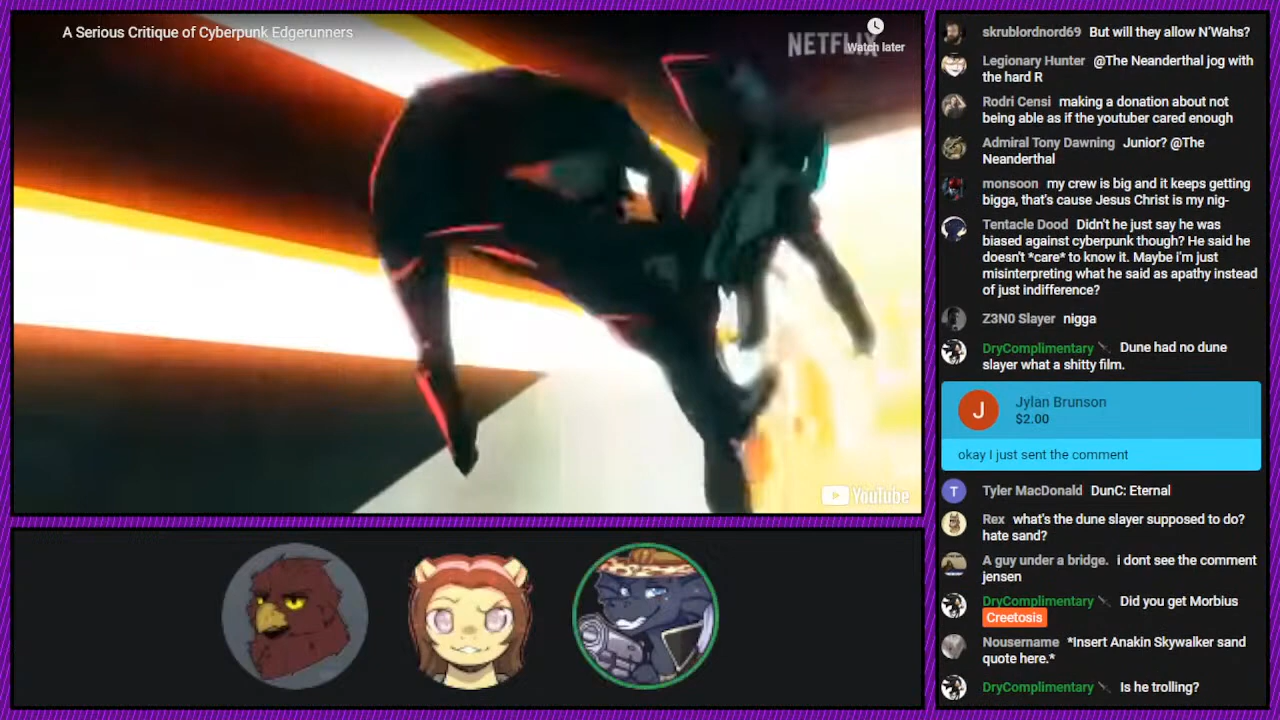 A Serious Critique of Cyberpunk Edgerunners
NETFLIX
Watch later
YouTube
skrublordnord69 But will they allow N'Wahs?
Legionary Hunter @The Neanderthal jog with
the hard R
Rodri Censi making a donation about not
being able as if the youtuber cared enough
Admiral Tony Dawning Junior? @The
Neanderthal
monsoon my crew is big and it keeps getting
bigga, that's cause Jesus Christ is my nig-
Tentacle Dood Didn't he just say he was
biased against cyberpunk though? He said he
doesn't *care* to know it. Maybe i'm just
misinterpreting what he said as apathy instead
of just indifference?
Z3N0 Slayer nigga
DryComplimentary Dune had no dune
slayer what a shitty film.
J
Jylan Brunson
$2.00
okay I just sent the comment
T
Tyler MacDonald DunC: Eternal
Rex what's the dune slayer supposed to do?
hate sand?
A guy under a bridge. i dont see the comment
jensen
DryComplimentary Did you get Morbius
Creetosis
Nousername *Insert Anakin Skywalker sand
quote here.*
DryComplimentary Is he trolling?